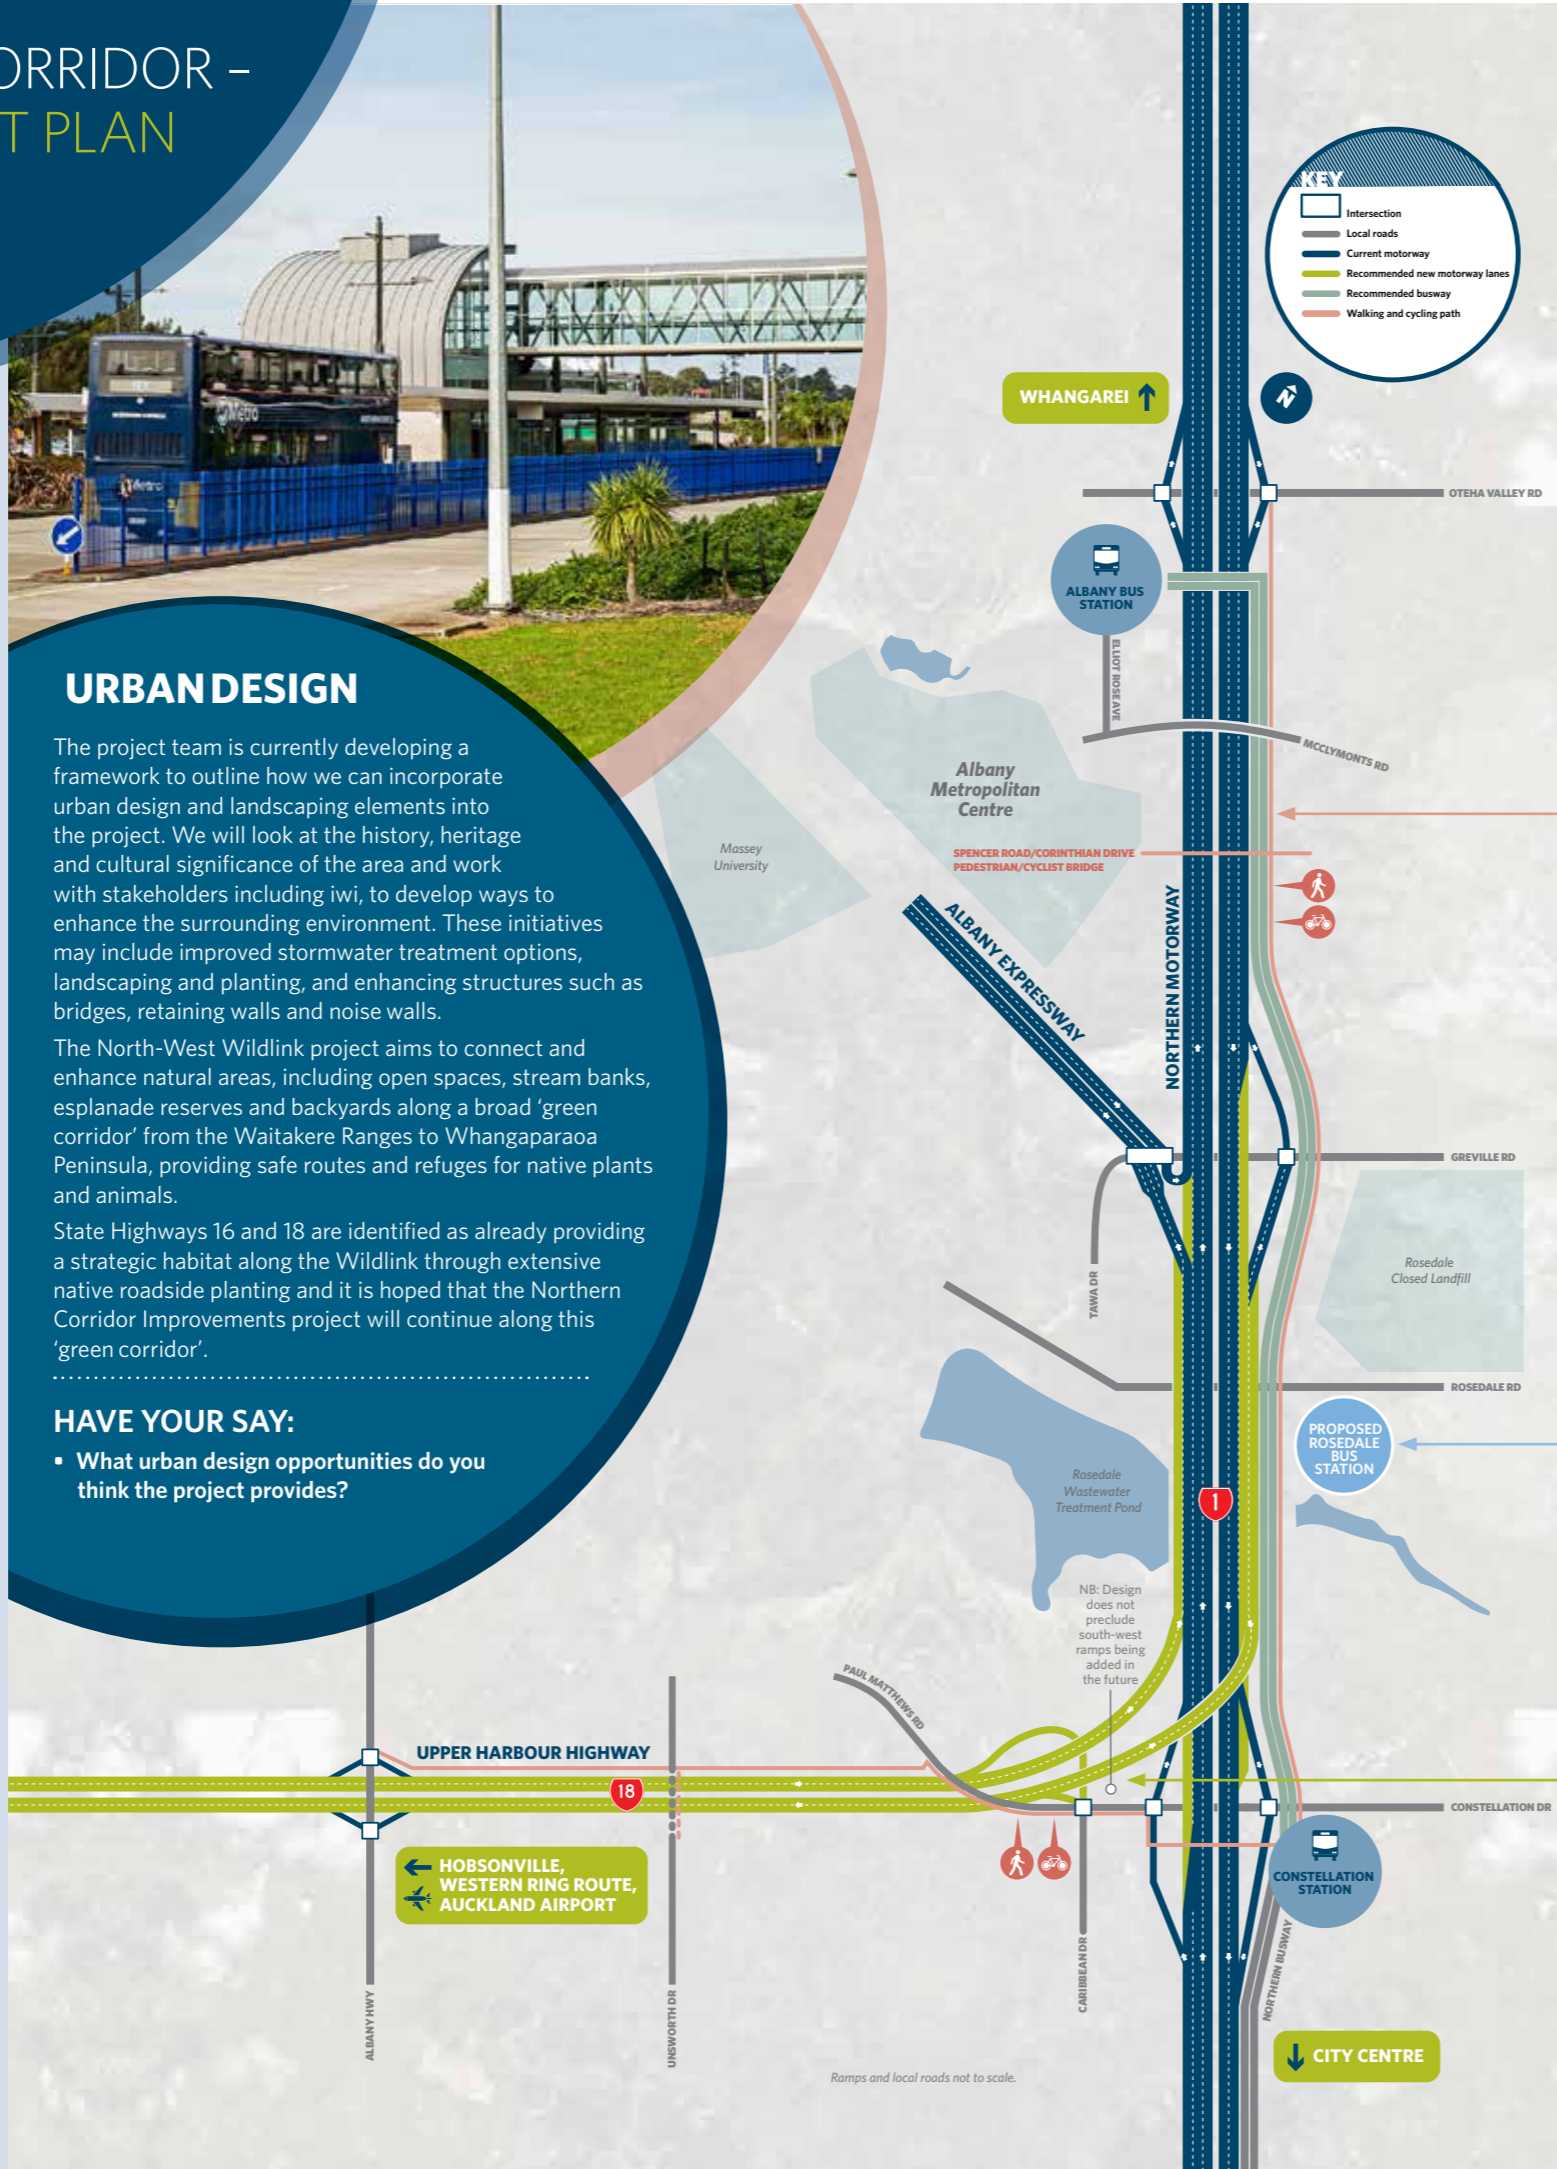 ORRIDOR –
T PLAN
Metro
Metro
URBAN DESIGN
The project team is currently developing a
framework to outline how we can incorporate
urban design and landscaping elements into
the project. We will look at the history, heritage
and cultural significance of the area and work
with stakeholders including iwi, to develop ways to
enhance the surrounding environment. These initiatives
may include improved stormwater treatment options,
landscaping and planting, and enhancing structures such as
bridges, retaining walls and noise walls.
The North-West Wildlink project aims to connect and
enhance natural areas, including open spaces, stream banks,
esplanade reserves and backyards along a broad ‘green
corridor’ from the Waitakere Ranges to Whangaparaoa
Peninsula, providing safe routes and refuges for native plants
and animals.
State Highways 16 and 18 are identified as already providing
a strategic habitat along the Wildlink through extensive
native roadside planting and it is hoped that the Northern
Corridor Improvements project will continue along this
‘green corridor’.
HAVE YOUR SAY:
• What urban design opportunities do you
think the project provides?
KEY
Intersection
Local roads
Current motorway
Recommended new motorway lanes
Recommended busway
Walking and cycling path
WHANGAREI
N
OTEHA VALLEY RD
ALBANY BUS
STATION
ELLIOT ROSE AVE
MCCLYMONTS RD
Albany
Metropolitan
Centre
Massey
University
SPENCER ROAD/CORINTHIAN DRIVE
PEDESTRIAN/CYCLIST BRIDGE
ALBANY EXPRESSWAY
NORTHERN MOTORWAY
GREVILLE RD
TAWA DR
Rosedale
Closed Landfill
ROSEDALE RD
PROPOSED
ROSEDALE
BUS
STATION
Rosedale
Wastewater
Treatment Pond
1
NB: Design
does not
preclude
south-west
ramps being
added in
the future
PAUL MATTHEWS RD
UPPER HARBOUR HIGHWAY
18
CONSTELLATION DR
HOBSONVILLE,
WESTERN RING ROUTE,
AUCKLAND AIRPORT
CONSTELLATION
STATION
ALBANY HWY
UNSWORTH DR
CARIBBEAN DR
NORTHERN BUSWAY
CITY CENTRE
Ramps and local roads not to scale.